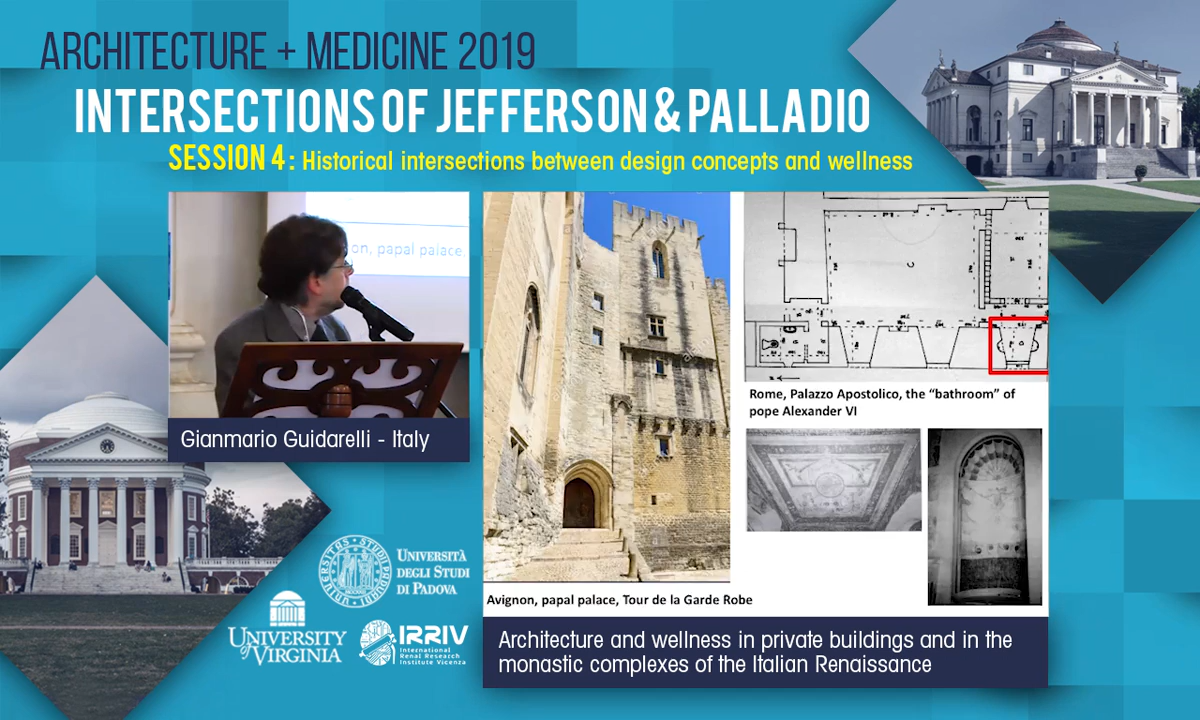 ARCHITECTURE + MEDICINE 2019
INTERSECTIONS OF JEFFERSON & PALLADIO
SESSION 4: Historical intersections between design concepts and wellness
on, papal palace,
Gianmario Guidarelli - Italy
Rome, Palazzo Apostolico, the “bathroom” of
pope Alexander VI
Avignon, papal palace, Tour de la Garde Robe
Architecture and wellness in private buildings and in the
monastic complexes of the Italian Renaissance
UNIVERSITÀ
DEGLI STUDI
DI PADOVA
UNIVERSITY
of VIRGINIA
IRRIV
International
Renal Research
Institute Vicenza